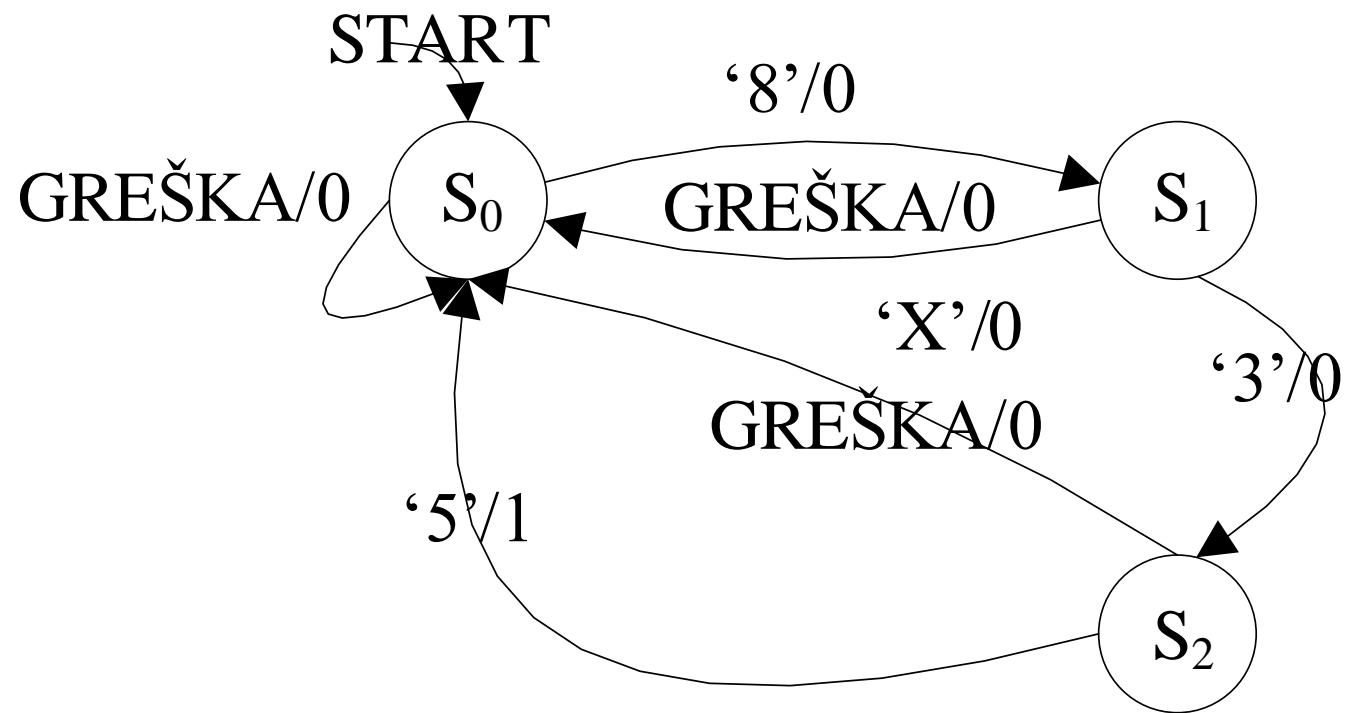 START
‘8’/0
GREŠKA/0
S₀
GREŠKA/0
S₁
‘X’/0
‘3’/0
GREŠKA/0
‘5’/1
S₂